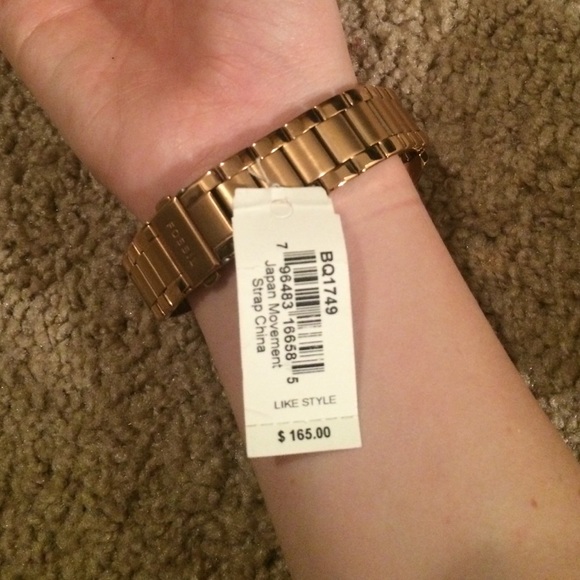 FOSSIL
BQ1749
7 96483 16658 5
Japan Movement
Strap China
LIKE STYLE
$ 165.00